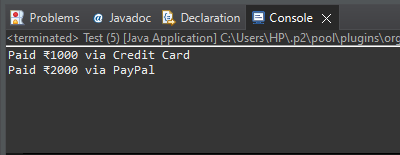 Problems Javadoc Declaration Console
<terminated> Test (5) [Java Application] C:\Users\HP\.p2\pool\plugins\org
Paid ₹1000 via Credit Card
Paid ₹2000 via PayPal